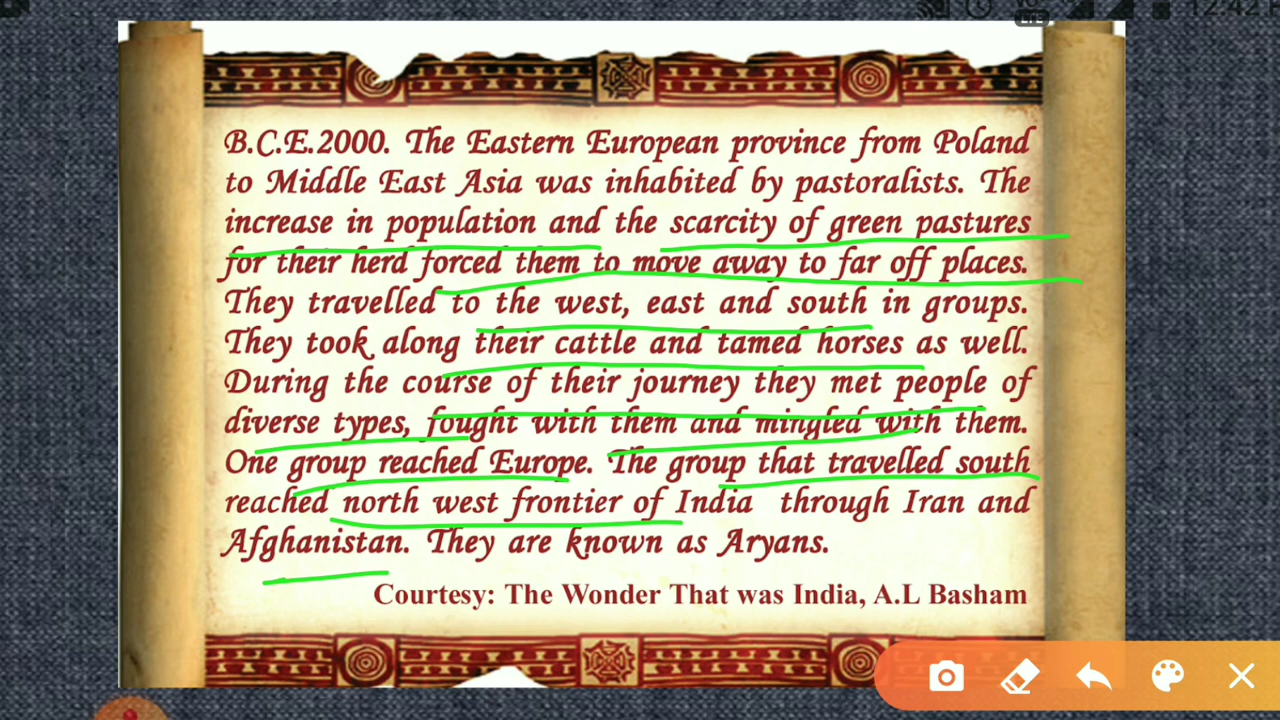 12:42
B.C.E.2000. The Eastern European province from Poland
to Middle East Asia was inhabited by pastoralists. The
increase in population and the scarcity of green pastures
for their herd forced them to move away to far off places.
They travelled to the west, east and south in groups.
They took along their cattle and tamed horses as well.
During the course of their journey they met people of
diverse types, fought with them and mingled with them.
One group reached Europe. The group that travelled south
reached north west frontier of India through Iran and
Afghanistan. They are known as Aryans.
Courtesy: The Wonder That was India, A.L Basham